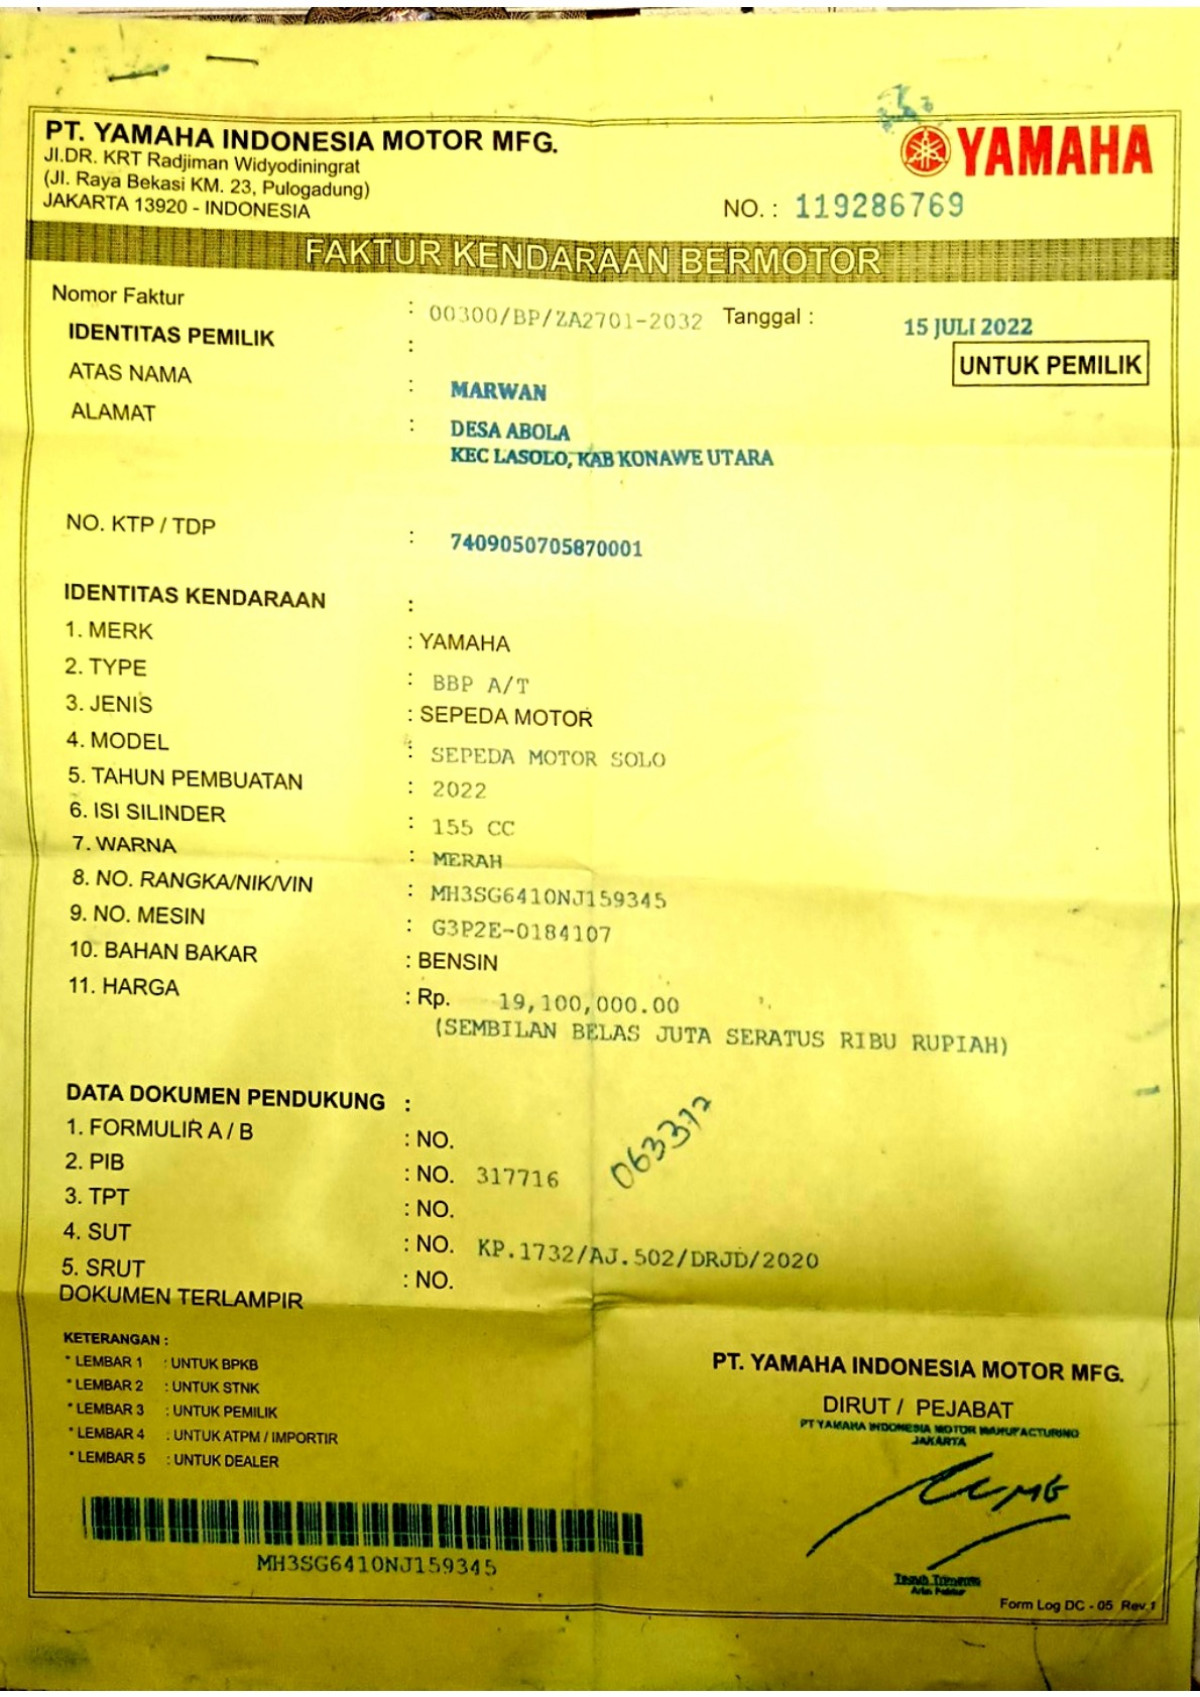 PT. YAMAHA INDONESIA MOTOR MFG.
Jl.DR. KRT Radjiman Widyodiningrat
(Jl. Raya Bekasi KM. 23, Pulogadung)
JAKARTA 13920 - INDONESIA
YAMAHA
NO. : 119286769
FAKTUR KENDARAAN BERMOTOR
Nomor Faktur : 00300/BP/ZA2701-2032 Tanggal : 15 JULI 2022
IDENTITAS PEMILIK :
UNTUK PEMILIK
ATAS NAMA : MARWAN
ALAMAT : DESA ABOLA
KEC LASOLO, KAB KONAWE UTARA
NO. KTP / TDP : 7409050705870001
IDENTITAS KENDARAAN :
1. MERK : YAMAHA
2. TYPE : BBP A/T
3. JENIS : SEPEDA MOTOR
4. MODEL : SEPEDA MOTOR SOLO
5. TAHUN PEMBUATAN : 2022
6. ISI SILINDER : 155 CC
7. WARNA : MERAH
8. NO. RANGKA/NIK/VIN : MH3SG6410NJ159345
9. NO. MESIN : G3P2E-0184107
10. BAHAN BAKAR : BENSIN
11. HARGA : Rp. 19,100,000.00
(SEMBILAN BELAS JUTA SERATUS RIBU RUPIAH)
DATA DOKUMEN PENDUKUNG :
1. FORMULIR A / B : NO.
2. PIB : NO. 317716
063372
3. TPT : NO.
4. SUT : NO. KP.1732/AJ.502/DRJD/2020
5. SRUT : NO.
DOKUMEN TERLAMPIR
KETERANGAN :
* LEMBAR 1 : UNTUK BPKB
* LEMBAR 2 : UNTUK STNK
* LEMBAR 3 : UNTUK PEMILIK
* LEMBAR 4 : UNTUK ATPM / IMPORTIR
* LEMBAR 5 : UNTUK DEALER
PT. YAMAHA INDONESIA MOTOR MFG.
DIRUT / PEJABAT
PT YAMAHA INDONESIA MOTOR MANUFACTURING
JAKARTA
MH3SG6410NJ159345
Form Log DC - 05 Rev.1